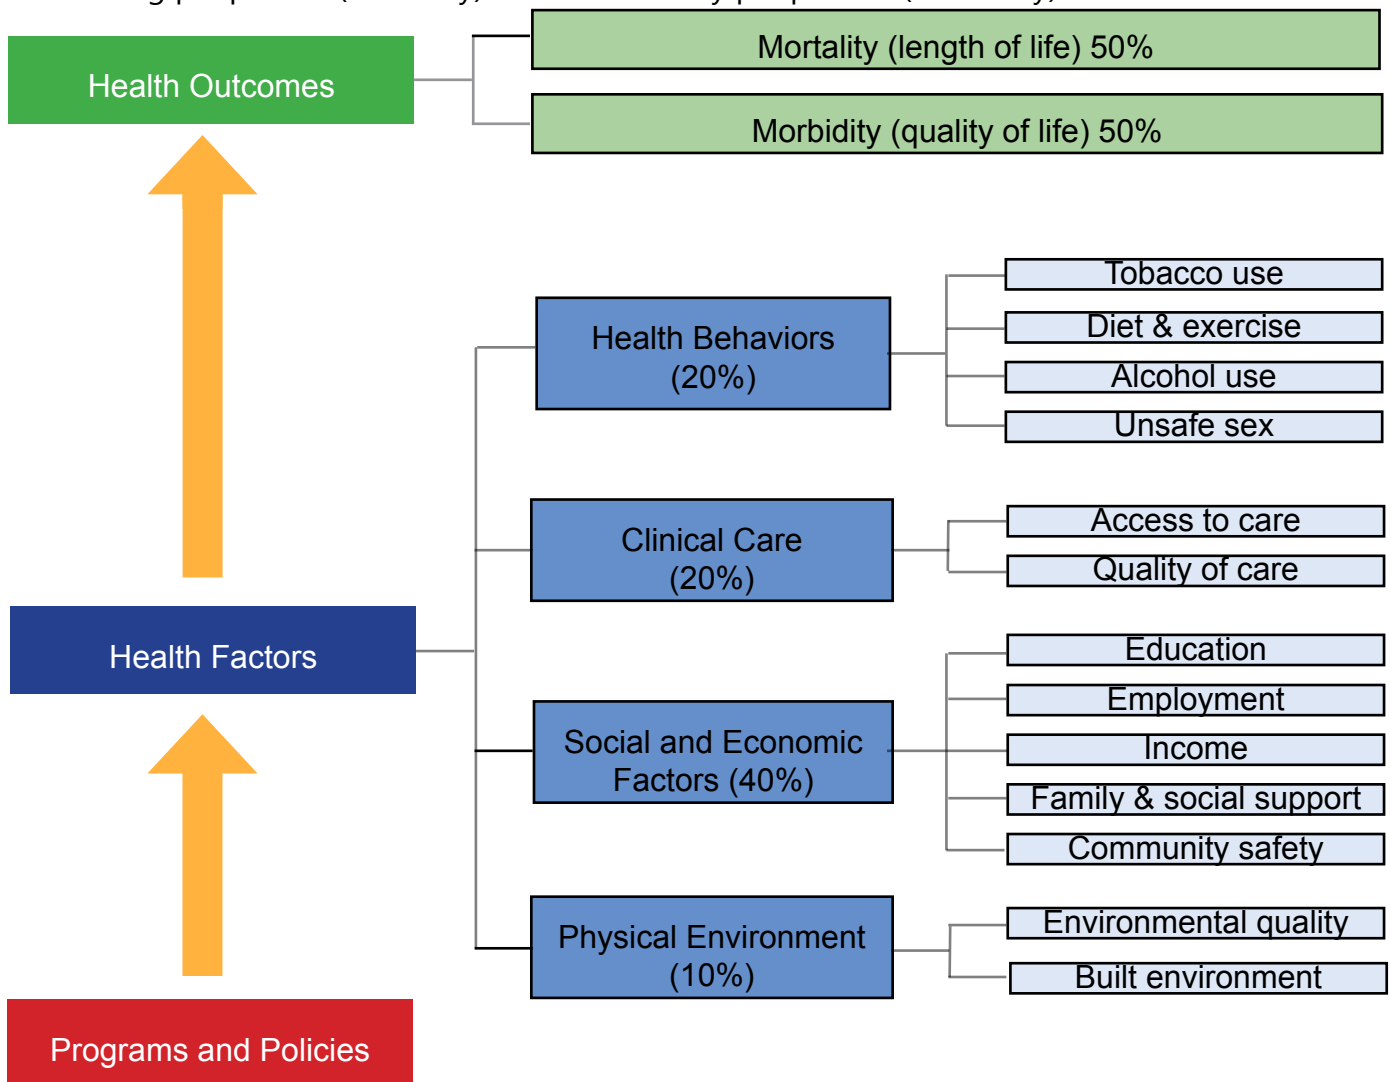 Health Outcomes
Mortality (length of life) 50%
Morbidity (quality of life) 50%
Health Factors
Health Behaviors
(20%)
Tobacco use
Diet & exercise
Alcohol use
Unsafe sex
Clinical Care
(20%)
Access to care
Quality of care
Social and Economic
Factors (40%)
Education
Employment
Income
Family & social support
Community safety
Physical Environment
(10%)
Environmental quality
Built environment
Programs and Policies